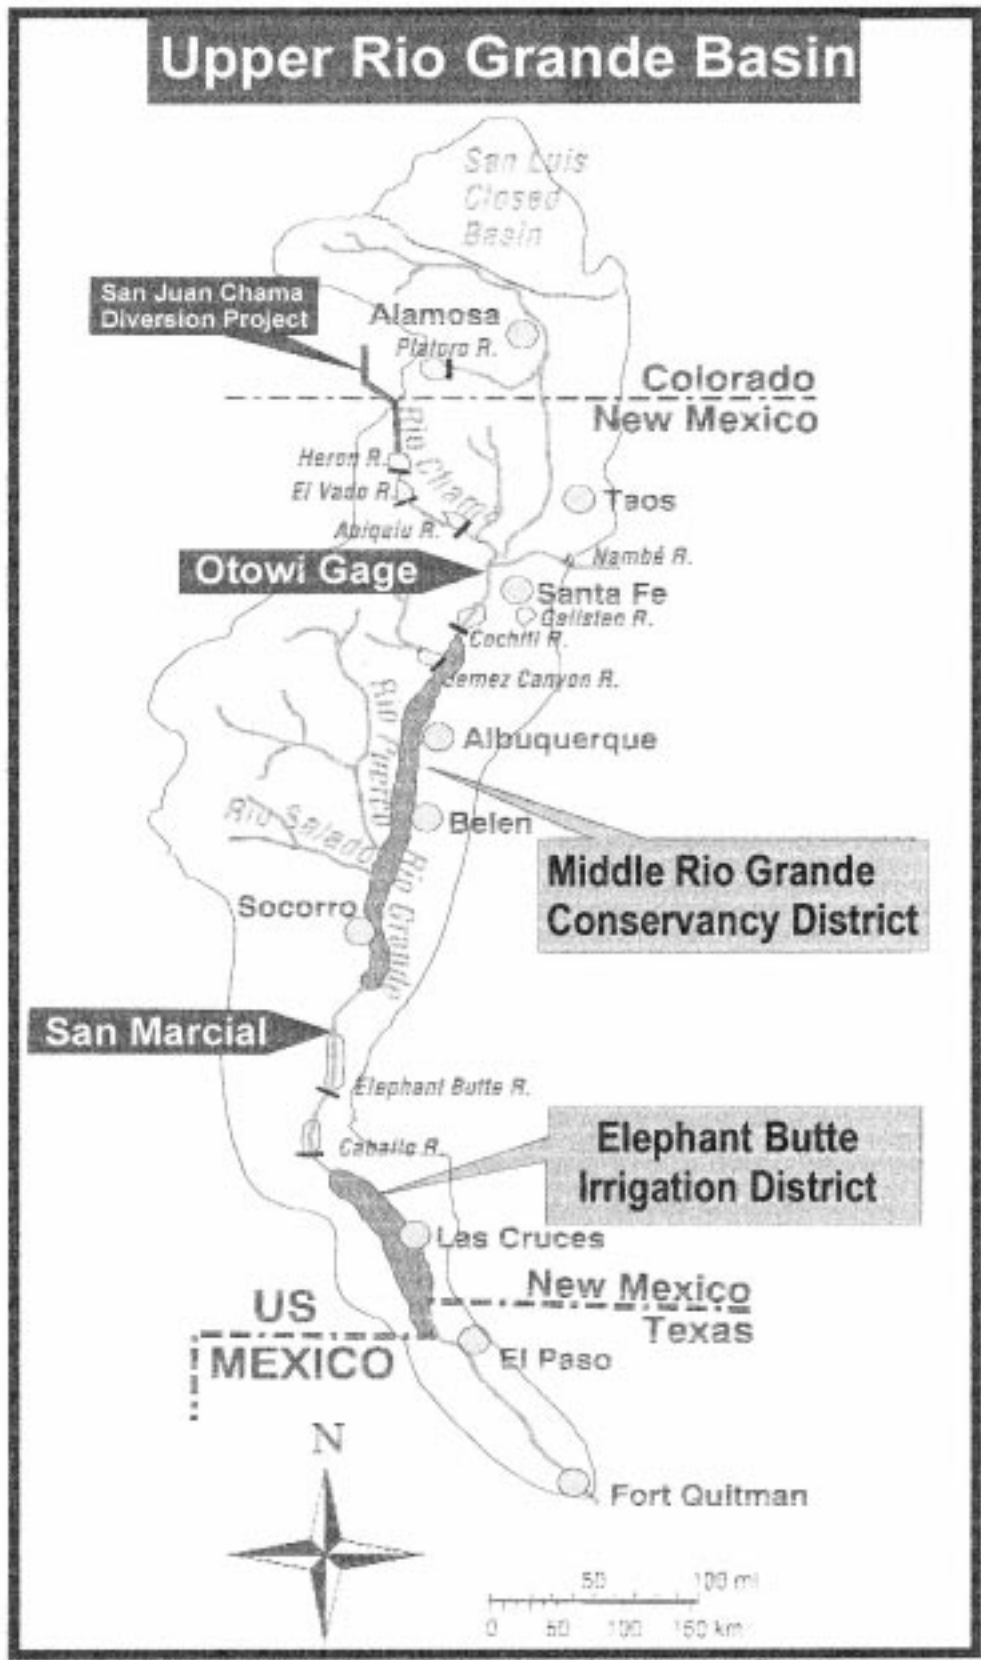 Upper Rio Grande Basin
San Luis
Closed
Basin
San Juan Chama
Diversion Project
Alamosa
Platoro R.
Colorado
New Mexico
Rio Chama
Heron R.
El Vado R.
Taos
Abiquiu R.
Otowi Gage
Nambé R.
Santa Fe
Galisteo R.
Cochiti R.
Jemez Canyon R.
Rio Puerco
Albuquerque
Rio Salado
Belen
Rio Grande
Middle Rio Grande
Conservancy District
Socorro
San Marcial
Elephant Butte R.
Caballo R.
Elephant Butte
Irrigation District
Las Cruces
New Mexico
Texas
US
MEXICO
El Paso
N
Fort Quitman
50 100 mi
0 50 100 150 km